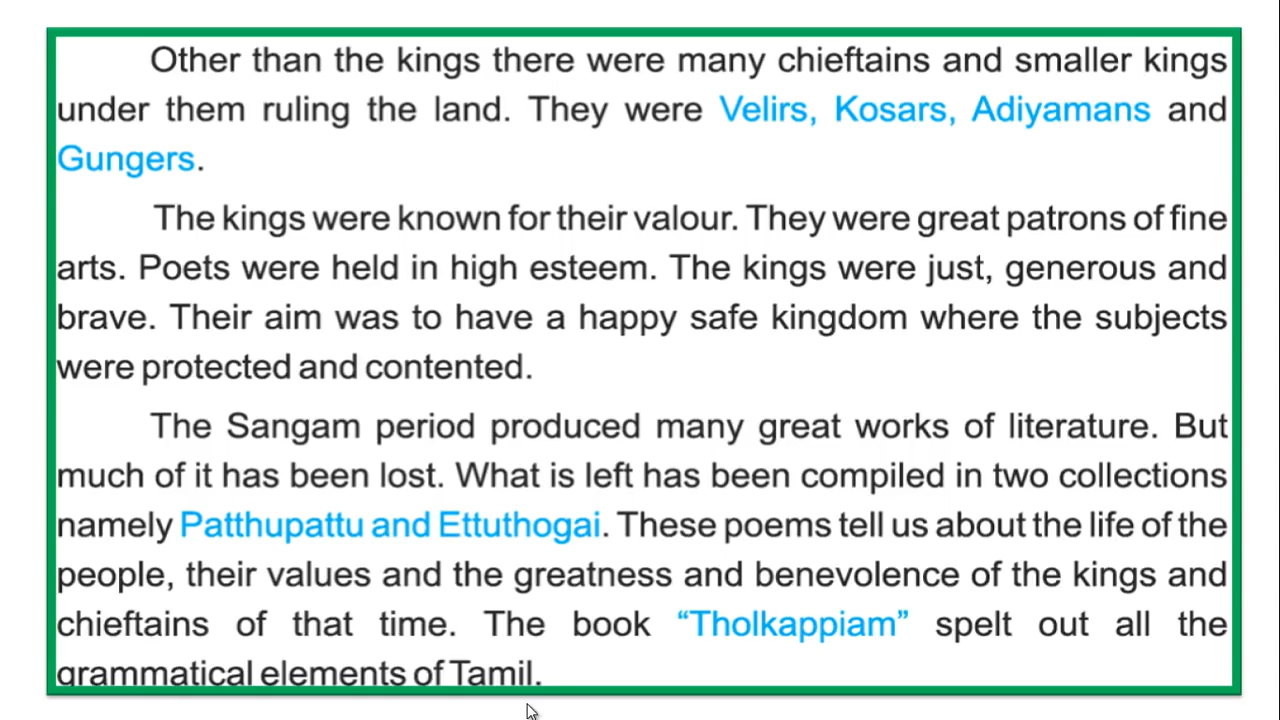 Other than the kings there were many chieftains and smaller kings
under them ruling the land. They were Velirs, Kosars, Adiyamans and
Gungers.
The kings were known for their valour. They were great patrons of fine
arts. Poets were held in high esteem. The kings were just, generous and
brave. Their aim was to have a happy safe kingdom where the subjects
were protected and contented.
The Sangam period produced many great works of literature. But
much of it has been lost. What is left has been compiled in two collections
namely Patthupattu and Ettuthogai. These poems tell us about the life of the
people, their values and the greatness and benevolence of the kings and
chieftains of that time. The book “Tholkappiam” spelt out all the
grammatical elements of Tamil.